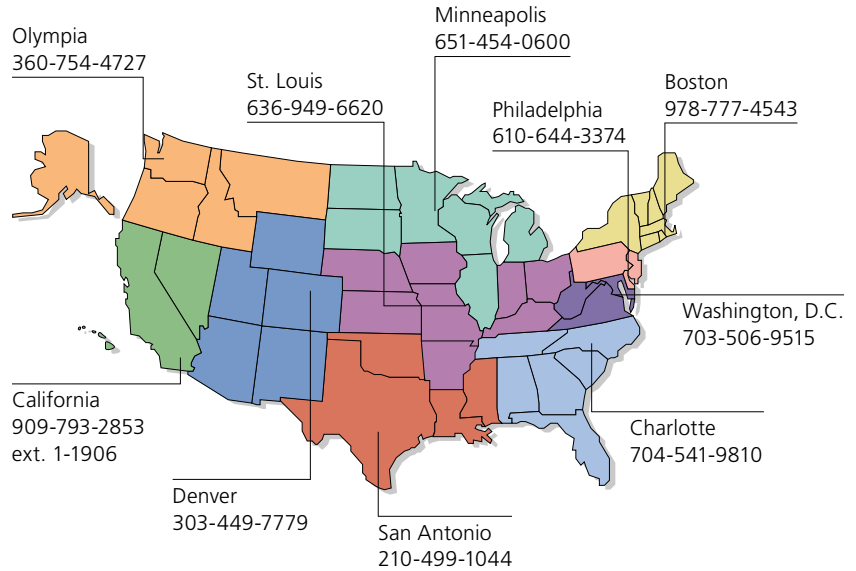 Minneapolis
651-454-0600
Olympia
360-754-4727
St. Louis
636-949-6620
Boston
978-777-4543
Philadelphia
610-644-3374
Washington, D.C.
703-506-9515
California
909-793-2853
ext. 1-1906
Charlotte
704-541-9810
Denver
303-449-7779
San Antonio
210-499-1044